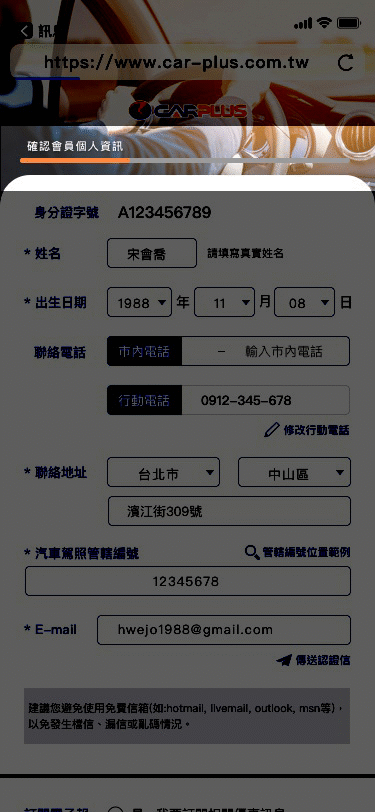 訊息
https://www.car-plus.com.tw
CARPLUS
確認會員個人資訊
身分證字號 A123456789
* 姓名 宋會喬 請填寫真實姓名
* 出生日期 1988 年 11 月 08 日
聯絡電話 市內電話 – 輸入市內電話
行動電話 0912-345-678
修改行動電話
* 聯絡地址 台北市 中山區
濱江街309號
* 汽車駕照管轄編號 管轄編號位置範例
12345678
* E-mail hwejo1988@gmail.com
傳送認證信
建議您避免使用免費信箱(如:hotmail, livemail, outlook, msn等)，
以免發生檔信、漏信或亂碼情況。